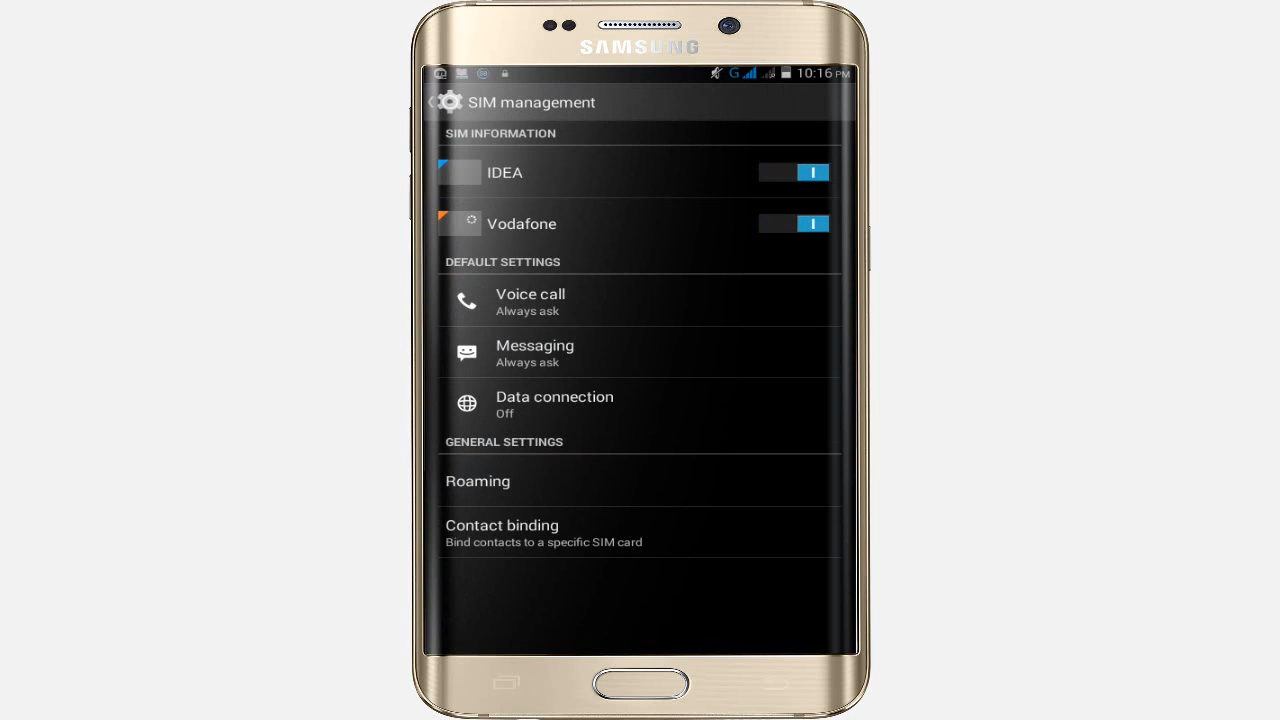 SAMSUNG
G 10:16 PM
SIM management
SIM INFORMATION
IDEA
Vodafone
DEFAULT SETTINGS
Voice call
Always ask
Messaging
Always ask
Data connection
Off
GENERAL SETTINGS
Roaming
Contact binding
Bind contacts to a specific SIM card